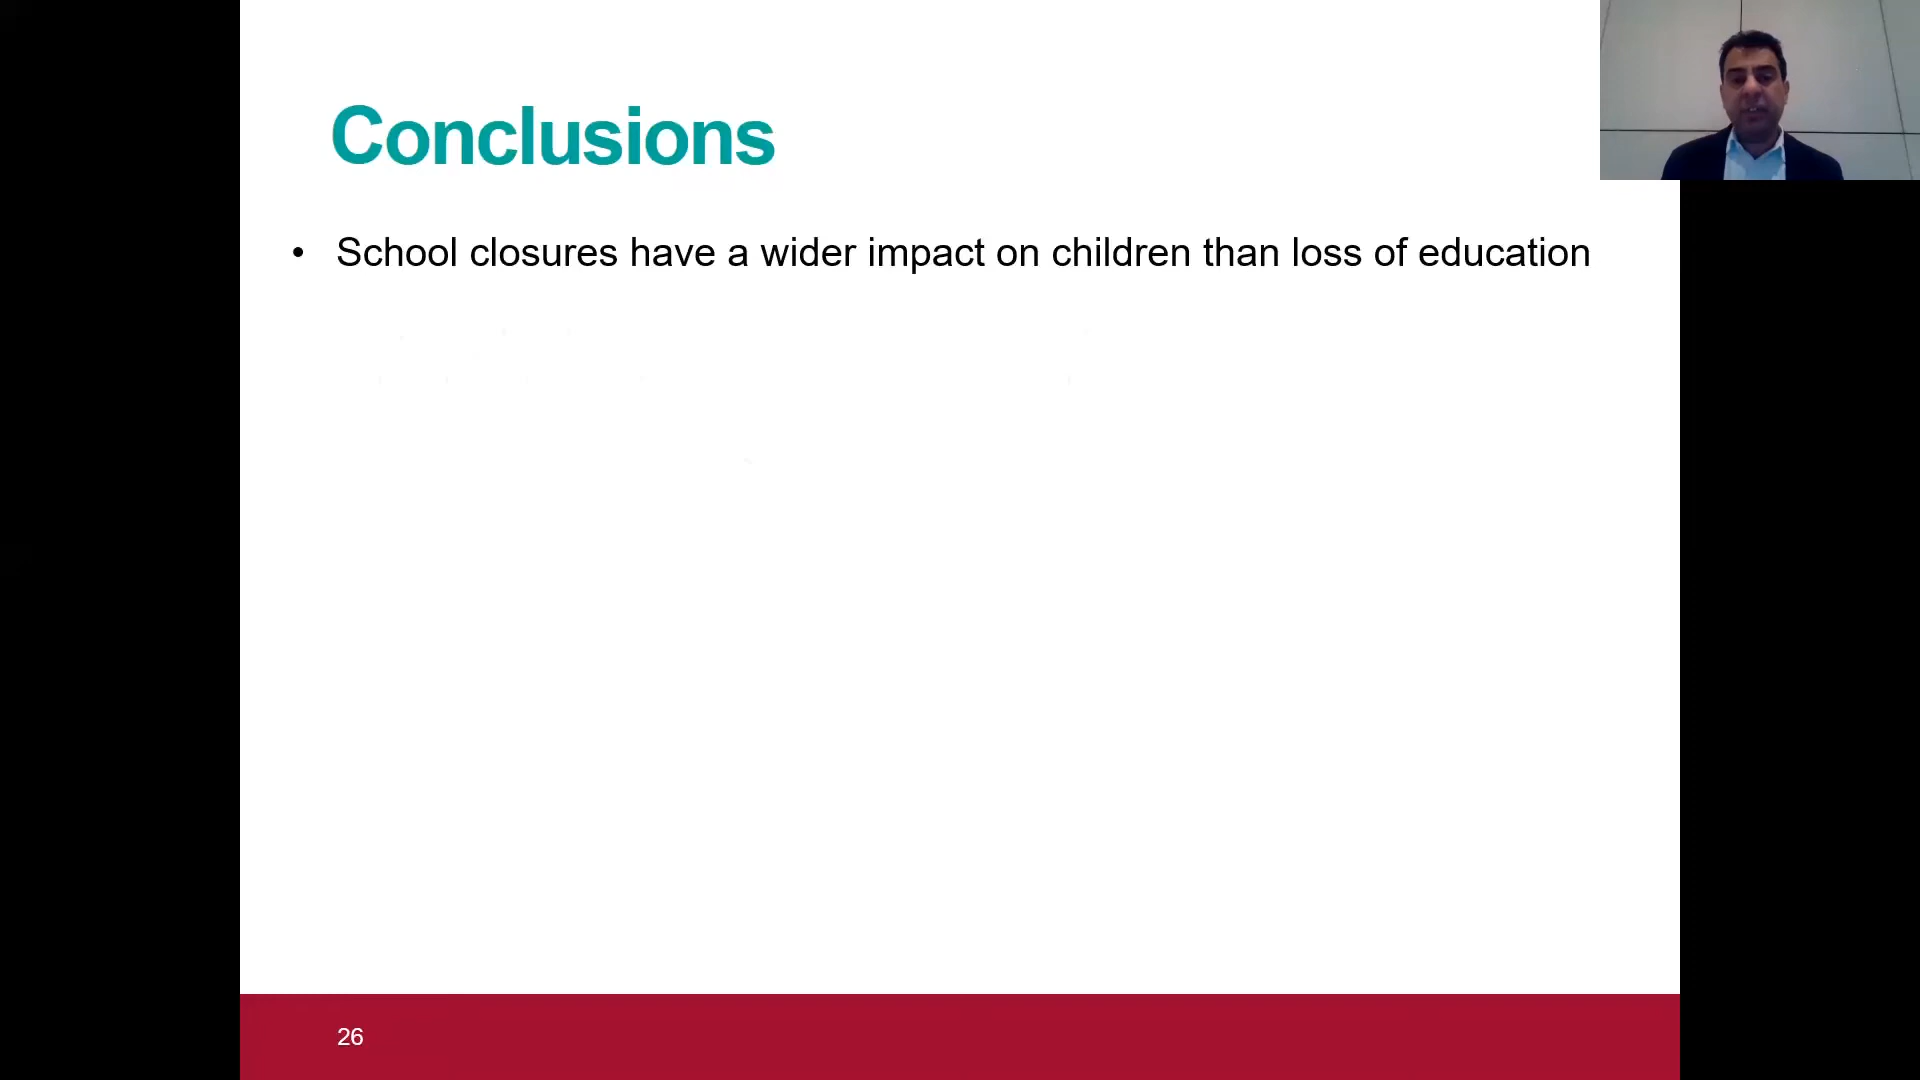 Conclusions
• School closures have a wider impact on children than loss of education
26